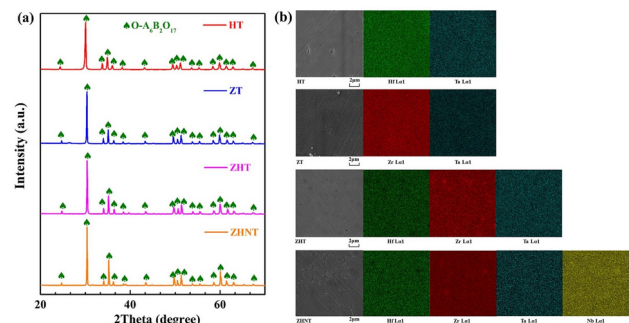 (a)
♠O-A₆B₂O₁₇
HT
ZT
ZHT
ZHNT
Intensity (a.u.)
20 30 40 50 60
2Theta (degree)
(b)
HT 2μm Hf Lα1 Ta Lα1
ZT 2μm Zr Lα1 Ta Lα1
ZHT 2μm Hf Lα1 Zr Lα1 Ta Lα1
ZHNT 2μm Hf Lα1 Zr Lα1 Ta Lα1 Nb Lα1